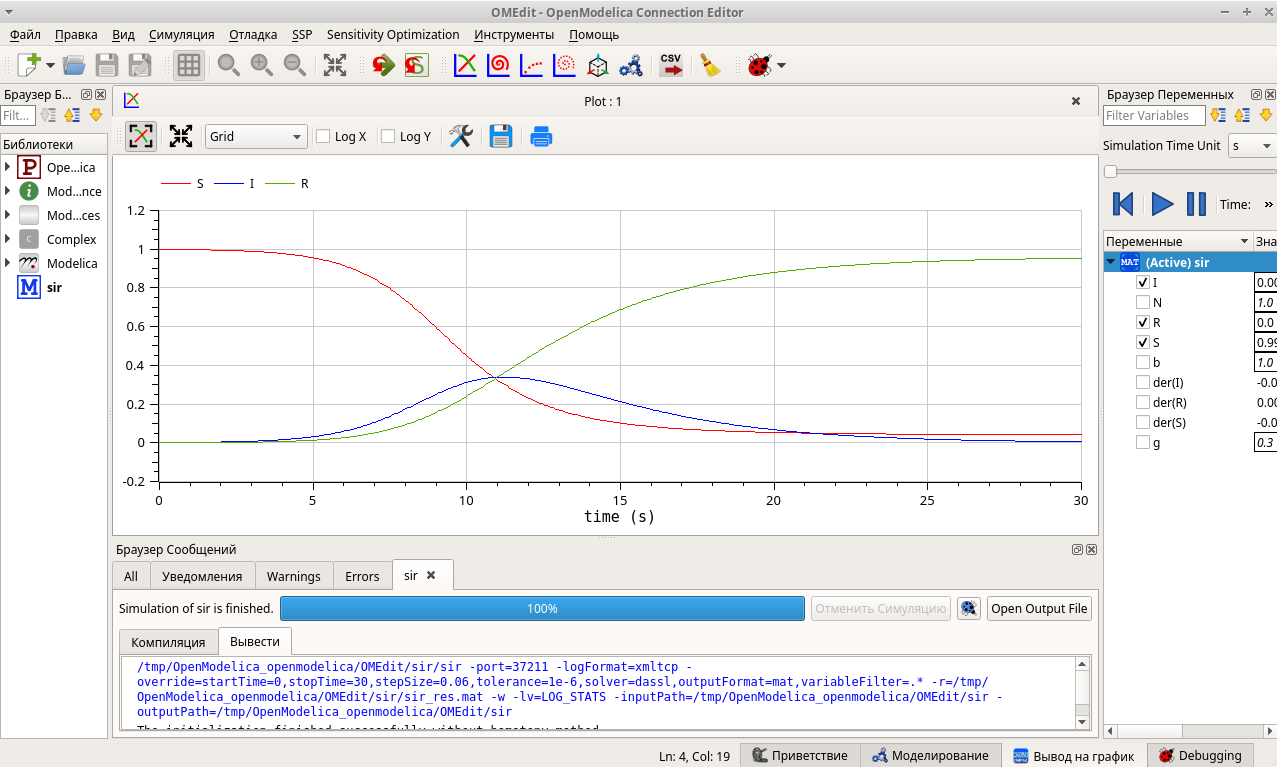 OMEdit - OpenModelica Connection Editor
Файл Правка Вид Симуляция Отладка SSP Sensitivity Optimization Инструменты Помощь
CSV
Браузер Б...
Filt...
Библиотеки
P Ope...ica
i Mod...nce
Mod...ces
C Complex
Modelica
M sir
Plot : 1
Grid Log X Log Y
S I R
1.2
1
0.8
0.6
0.4
0.2
0
-0.2
0 5 10 15 20 25 30
time (s)
Браузер Сообщений
All Уведомления Warnings Errors sir
Simulation of sir is finished. 100% Отменить Симуляцию Open Output File
Компиляция Вывести
/tmp/OpenModelica_openmodelica/OMEdit/sir/sir -port=37211 -logFormat=xmltcp -
override=startTime=0,stopTime=30,stepSize=0.06,tolerance=1e-6,solver=dassl,outputFormat=mat,variableFilter=.* -r=/tmp/
OpenModelica_openmodelica/OMEdit/sir/sir_res.mat -w -lv=LOG_STATS -inputPath=/tmp/OpenModelica_openmodelica/OMEdit/sir -
outputPath=/tmp/OpenModelica_openmodelica/OMEdit/sir
The initialization finished successfully without homotopy method.
Браузер Переменных
Filter Variables
Simulation Time Unit s
Time: »
Переменные Зна
MAT (Active) sir
I 0.00
N 1.0
R 0.0
S 0.99
b 1.0
der(I) -0.0
der(R) 0.00
der(S) -0.0
g 0.3
Ln: 4, Col: 19 Приветствие Моделирование Вывод на график Debugging